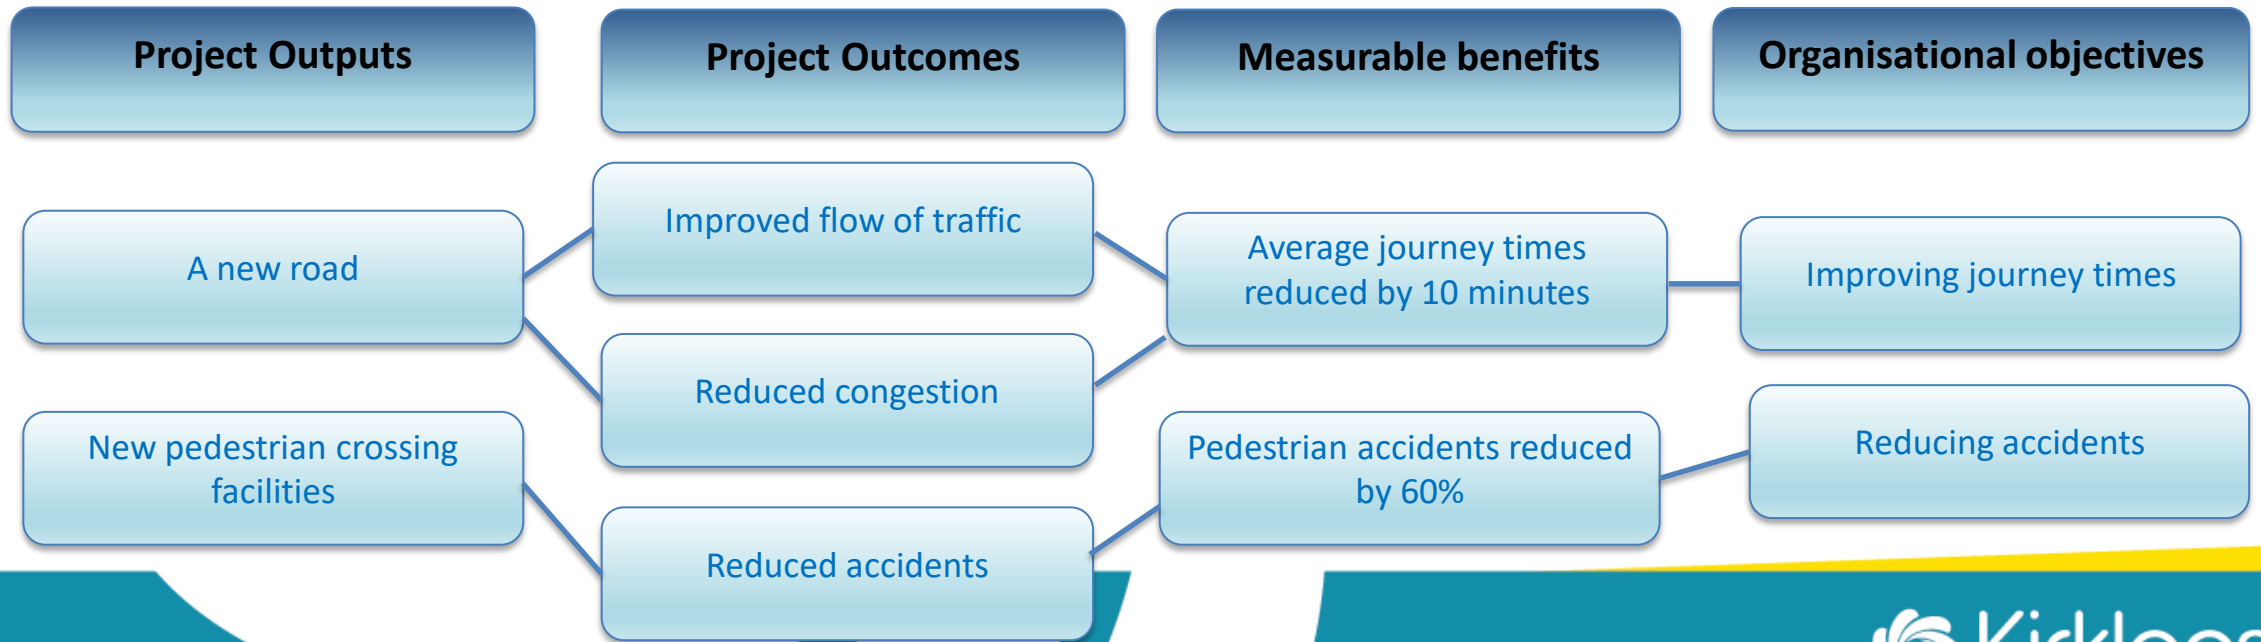 Project Outputs
Project Outcomes
Measurable benefits
Organisational objectives
A new road
New pedestrian crossing
facilities
Improved flow of traffic
Reduced congestion
Reduced accidents
Average journey times
reduced by 10 minutes
Pedestrian accidents reduced
by 60%
Improving journey times
Reducing accidents